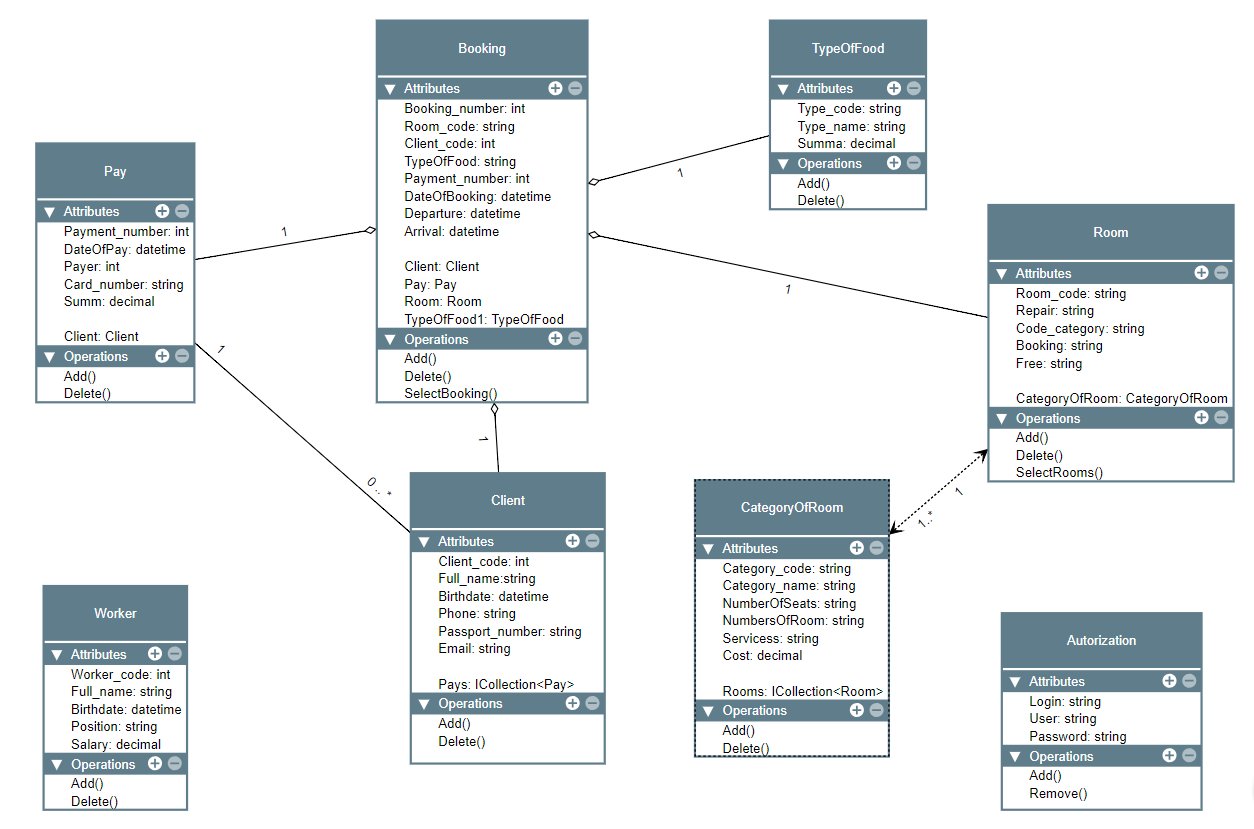 Booking
Attributes
Booking_number: int
Room_code: string
Client_code: int
TypeOfFood: string
Payment_number: int
DateOfBooking: datetime
Departure: datetime
Arrival: datetime
Client: Client
Pay: Pay
Room: Room
TypeOfFood1: TypeOfFood
Operations
Add()
Delete()
SelectBooking()
TypeOfFood
Attributes
Type_code: string
Type_name: string
Summa: decimal
Operations
Add()
Delete()
1
Pay
Attributes
Payment_number: int
DateOfPay: datetime
Payer: int
Card_number: string
Summ: decimal
Client: Client
Operations
Add()
Delete()
1
1
0..*
1
1
Room
Attributes
Room_code: string
Repair: string
Code_category: string
Booking: string
Free: string
CategoryOfRoom: CategoryOfRoom
Operations
Add()
Delete()
SelectRooms()
1
1..*
Client
Attributes
Client_code: int
Full_name:string
Birthdate: datetime
Phone: string
Passport_number: string
Email: string
Pays: ICollection<Pay>
Operations
Add()
Delete()
CategoryOfRoom
Attributes
Category_code: string
Category_name: string
NumberOfSeats: string
NumbersOfRoom: string
Servicess: string
Cost: decimal
Rooms: ICollection<Room>
Operations
Add()
Delete()
Worker
Attributes
Worker_code: int
Full_name: string
Birthdate: datetime
Position: string
Salary: decimal
Operations
Add()
Delete()
Autorization
Attributes
Login: string
User: string
Password: string
Operations
Add()
Remove()